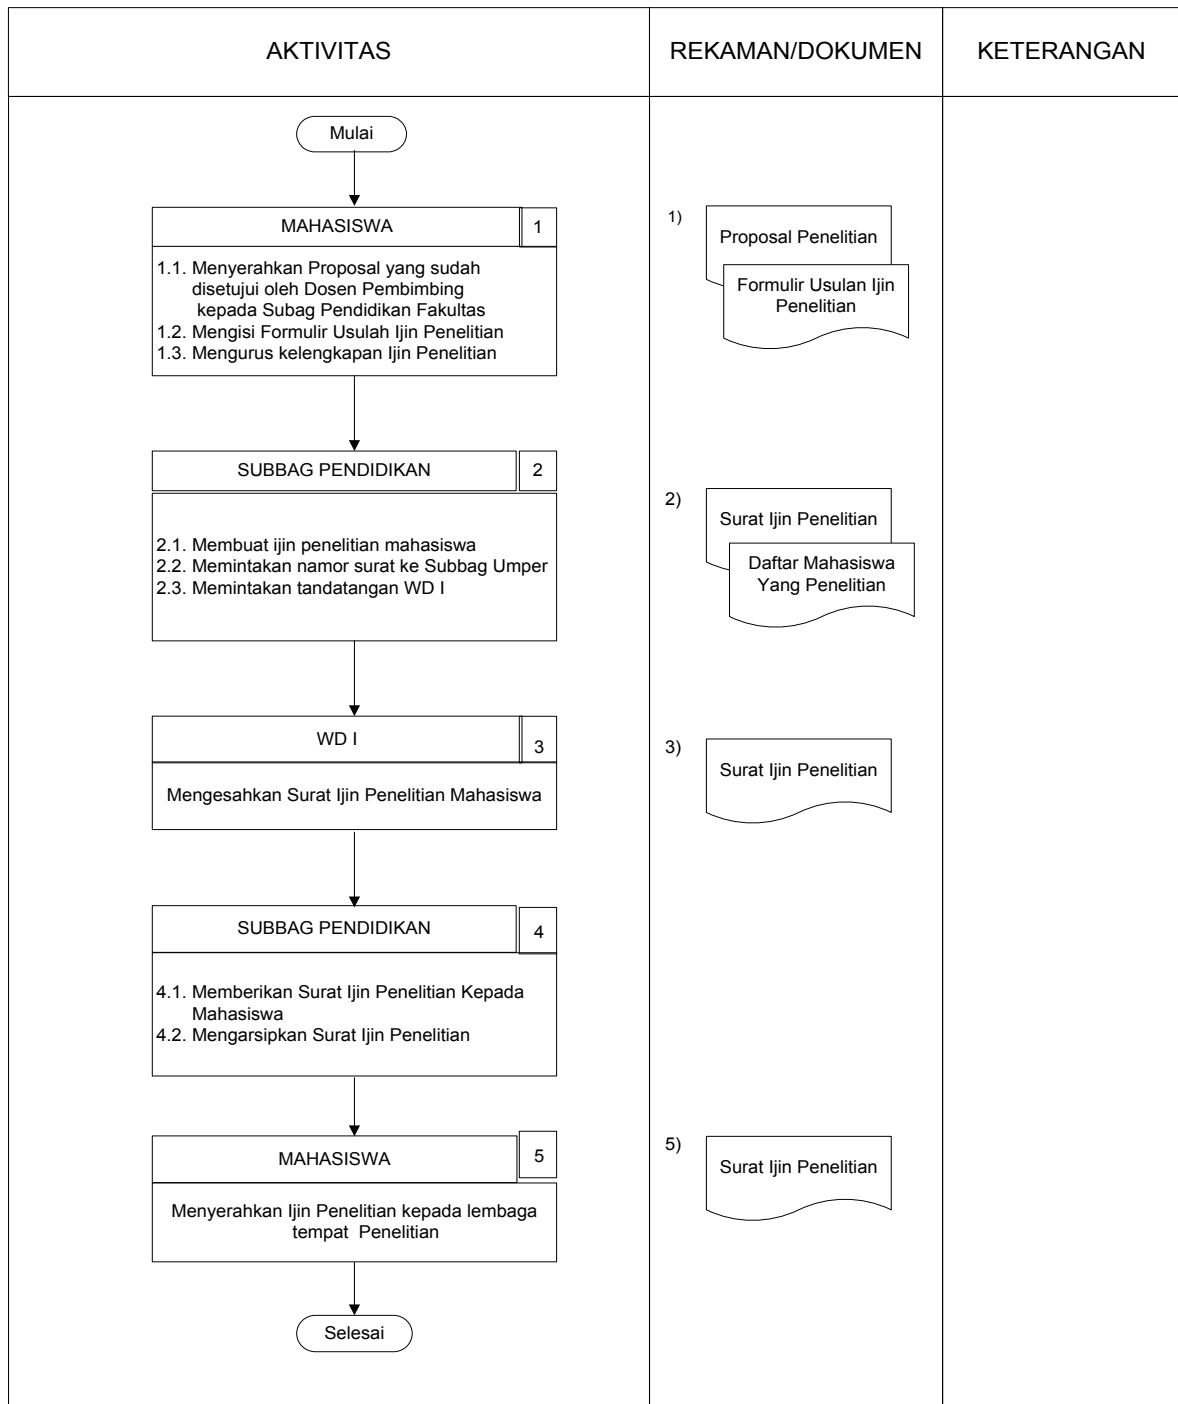 AKTIVITAS
REKAMAN/DOKUMEN
KETERANGAN
Mulai
MAHASISWA
1
1.1. Menyerahkan Proposal yang sudah
disetujui oleh Dosen Pembimbing
kepada Subag Pendidikan Fakultas
1.2. Mengisi Formulir Usulah Ijin Penelitian
1.3. Mengurus kelengkapan Ijin Penelitian
1)
Proposal Penelitian
Formulir Usulan Ijin
Penelitian
SUBBAG PENDIDIKAN
2
2.1. Membuat ijin penelitian mahasiswa
2.2. Memintakan namor surat ke Subbag Umper
2.3. Memintakan tandatangan WD I
2)
Surat Ijin Penelitian
Daftar Mahasiswa
Yang Penelitian
WD I
3
Mengesahkan Surat Ijin Penelitian Mahasiswa
3)
Surat Ijin Penelitian
SUBBAG PENDIDIKAN
4
4.1. Memberikan Surat Ijin Penelitian Kepada
Mahasiswa
4.2. Mengarsipkan Surat Ijin Penelitian
MAHASISWA
5
Menyerahkan Ijin Penelitian kepada lembaga
tempat  Penelitian
5)
Surat Ijin Penelitian
Selesai